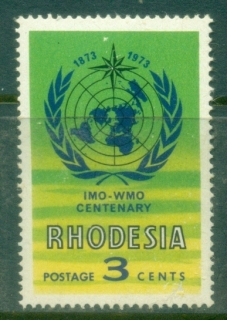 1873 1973
IMO-WMO
CENTENARY
RHODESIA
POSTAGE 3 CENTS